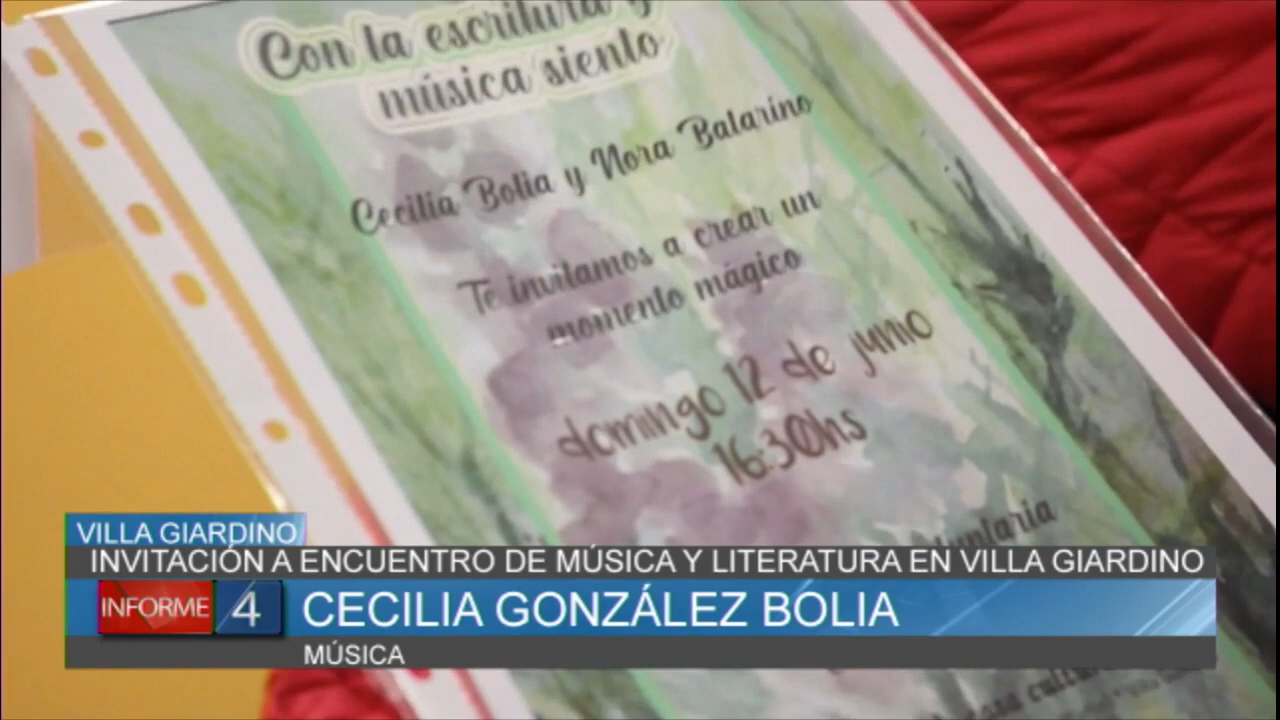 Con la escritura y
música siento
Cecilia Bolia y Nora Balarino
Te invitamos a crear un
momento mágico
domingo 12 de junio
16:30hs
VILLA GIARDINO
INVITACIÓN A ENCUENTRO DE MÚSICA Y LITERATURA EN VILLA GIARDINO
INFORME 4
CECILIA GONZÁLEZ BOLIA
MÚSICA